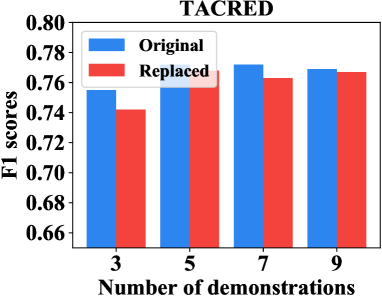 TACRED
F1 scores
0.80
0.78
0.76
0.74
0.72
0.70
0.68
0.66
Original
Replaced
3 5 7 9
Number of demonstrations